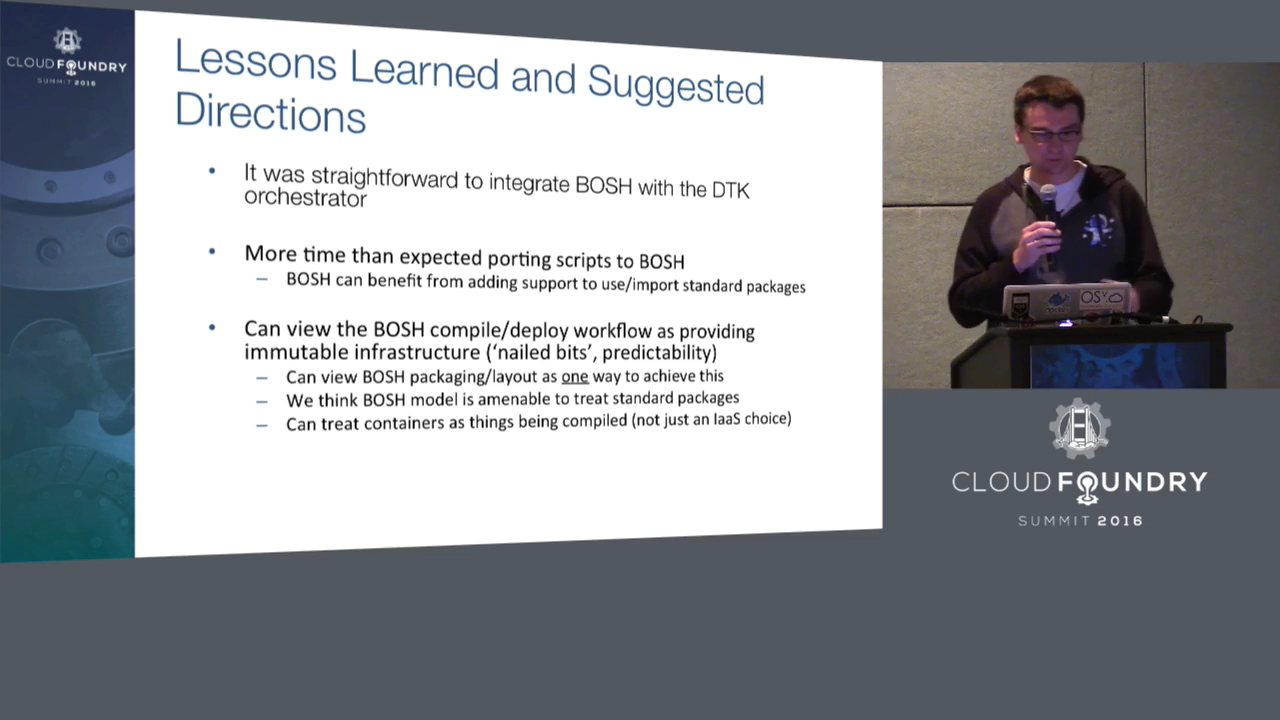 CLOUD FOUNDRY
SUMMIT 2016
Lessons Learned and Suggested
Directions
• It was straightforward to integrate BOSH with the DTK
orchestrator
• More time than expected porting scripts to BOSH
– BOSH can benefit from adding support to use/import standard packages
• Can view the BOSH compile/deploy workflow as providing
immutable infrastructure (‘nailed bits’, predictability)
– Can view BOSH packaging/layout as one way to achieve this
– We think BOSH model is amenable to treat standard packages
– Can treat containers as things being compiled (not just an IaaS choice)
CLOUD FOUNDRY
SUMMIT 2016